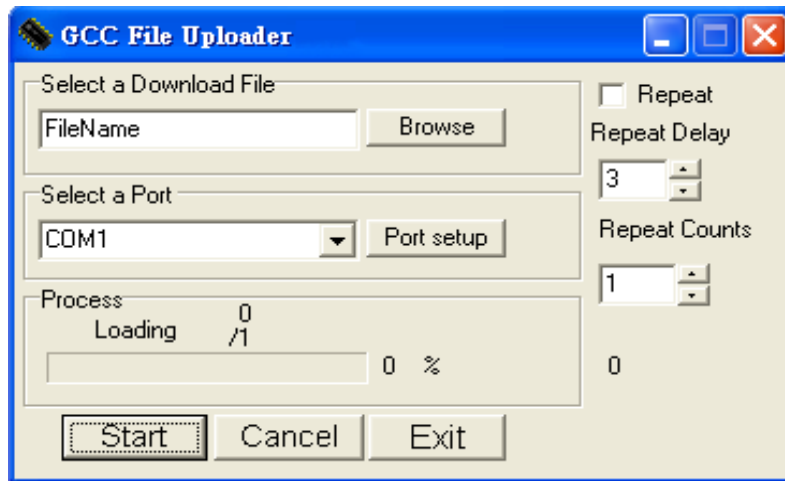 GCC File Uploader
Select a Download File
FileName
Browse
Select a Port
COM1
Port setup
Process
Loading
0
/1
0 %
Start
Cancel
Exit
Repeat
Repeat Delay
3
Repeat Counts
1
0